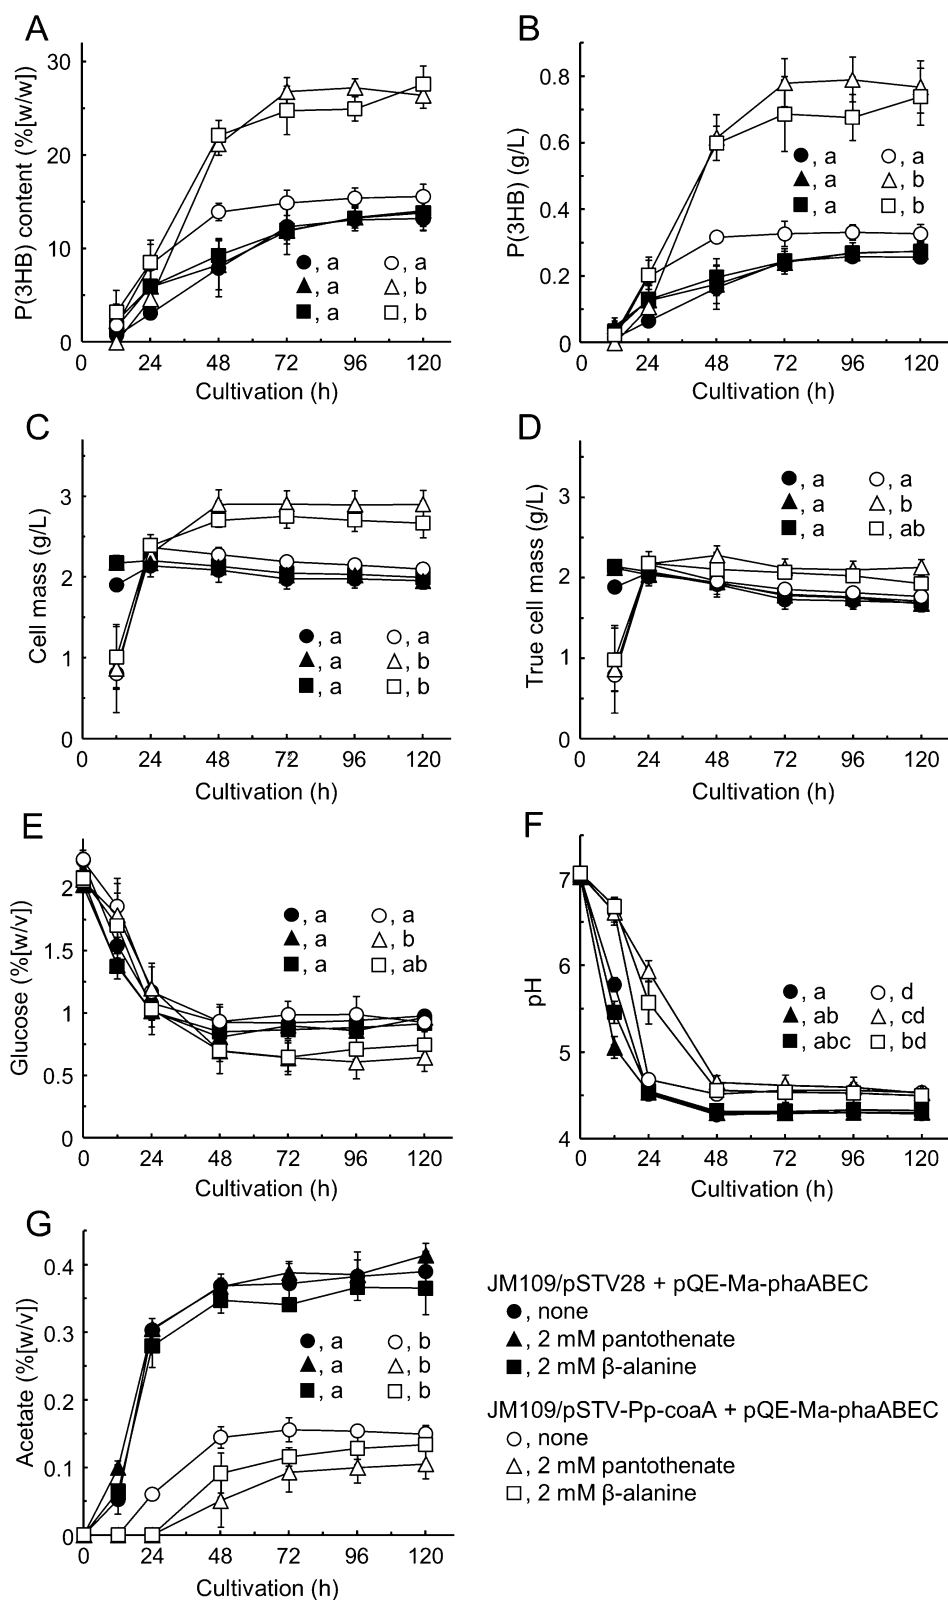 A
P(3HB) content (%[w/w])
30
20
10
0
, a , a
, a , b
, a , b
0 24 48 72 96 120
Cultivation (h)
B
P(3HB) (g/L)
0.8
0.6
0.4
0.2
0
, a , a
, a , b
, a , b
0 24 48 72 96 120
Cultivation (h)
C
Cell mass (g/L)
3
2
1
0
, a , a
, a , b
, a , b
0 24 48 72 96 120
Cultivation (h)
D
True cell mass (g/L)
3
2
1
0
, a , a
, a , b
, a , ab
0 24 48 72 96 120
Cultivation (h)
E
Glucose (%[w/v])
2
1.5
1
0.5
0
, a , a
, a , b
, a , ab
0 24 48 72 96 120
Cultivation (h)
F
pH
7
6
5
4
, a , d
, ab , cd
, abc , bd
0 24 48 72 96 120
Cultivation (h)
G
Acetate (%[w/v])
0.4
0.3
0.2
0.1
0
, a , b
, a , b
, a , b
0 24 48 72 96 120
Cultivation (h)
JM109/pSTV28 + pQE-Ma-phaABEC
, none
, 2 mM pantothenate
, 2 mM β-alanine
JM109/pSTV-Pp-coaA + pQE-Ma-phaABEC
, none
, 2 mM pantothenate
, 2 mM β-alanine